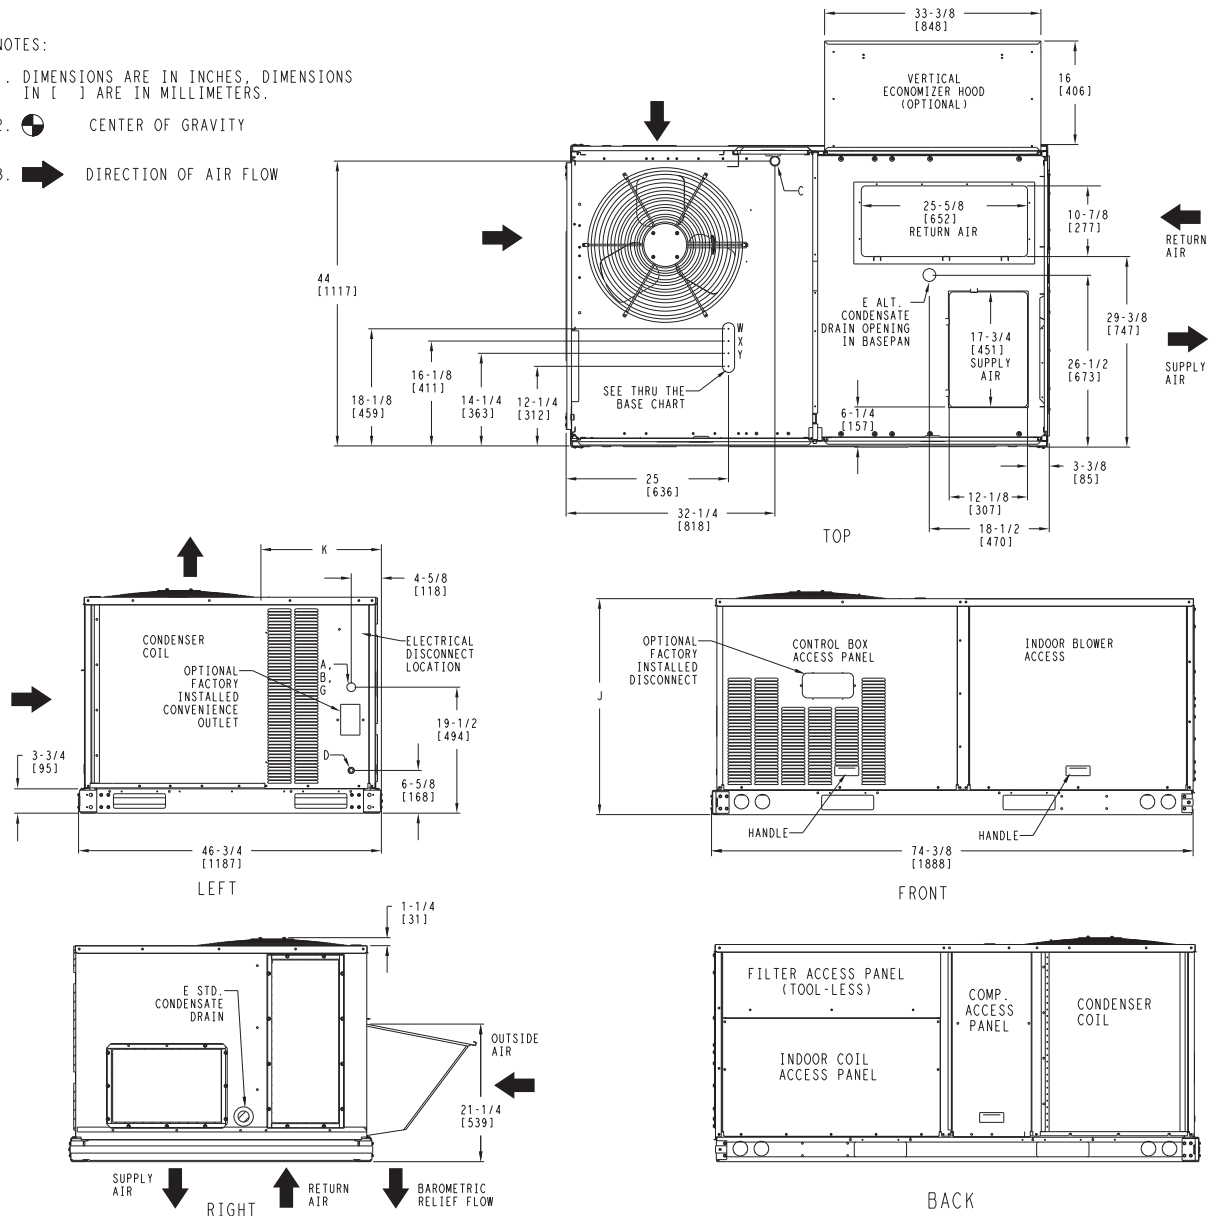 NOTES:
. DIMENSIONS ARE IN INCHES, DIMENSIONS
IN [ ] ARE IN MILLIMETERS.
2. CENTER OF GRAVITY
3. DIRECTION OF AIR FLOW
33-3/8
[848]
VERTICAL
ECONOMIZER HOOD
(OPTIONAL)
16
[406]
C
25-5/8
[652]
RETURN AIR
10-7/8
[277]
RETURN
AIR
44
[1117]
E ALT.
CONDENSATE
DRAIN OPENING
IN BASEPAN
29-3/8
[747]
W
X
Y
17-3/4
[451]
SUPPLY
AIR
26-1/2
[673]
SUPPLY
AIR
16-1/8
[411]
18-1/8
[459]
14-1/4
[363]
12-1/4
[312]
SEE THRU THE
BASE CHART
6-1/4
[157]
3-3/8
[85]
25
[636]
12-1/8
[307]
32-1/4
[818]
18-1/2
[470]
TOP
K
4-5/8
[118]
CONDENSER
COIL
ELECTRICAL
DISCONNECT
LOCATION
OPTIONAL
FACTORY
INSTALLED
CONVENIENCE
OUTLET
A,
B,
G
19-1/2
[494]
D
3-3/4
[95]
6-5/8
[168]
46-3/4
[1187]
LEFT
OPTIONAL
FACTORY
INSTALLED
DISCONNECT
CONTROL BOX
ACCESS PANEL
INDOOR BLOWER
ACCESS
J
HANDLE
HANDLE
74-3/8
[1888]
FRONT
1-1/4
[31]
E STD.
CONDENSATE
DRAIN
OUTSIDE
AIR
21-1/4
[539]
SUPPLY
AIR
RETURN
AIR
BAROMETRIC
RELIEF FLOW
RIGHT
FILTER ACCESS PANEL
(TOOL-LESS)
COMP.
ACCESS
PANEL
CONDENSER
COIL
INDOOR COIL
ACCESS PANEL
BACK